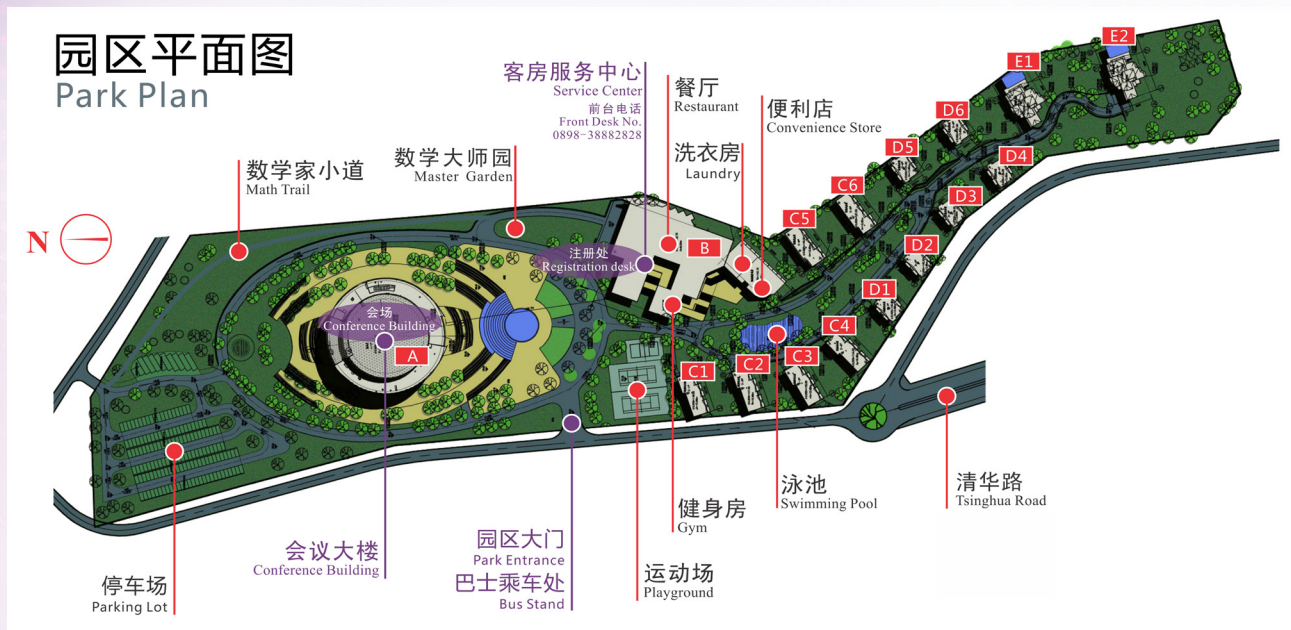 园区平面图
Park Plan
客房服务中心
Service Center
前台电话
Front Desk No.
0898-38882828
餐厅
Restaurant
便利店
Convenience Store
洗衣房
Laundry
数学家小道
Math Trail
数学大师园
Master Garden
N
注册处
Registration desk
会场
Conference Building
A
B
C1
C2
C3
C4
C5
C6
D1
D2
D3
D4
D5
D6
E1
E2
停车场
Parking Lot
会议大楼
Conference Building
园区大门
Park Entrance
巴士乘车处
Bus Stand
运动场
Playground
健身房
Gym
泳池
Swimming Pool
清华路
Tsinghua Road